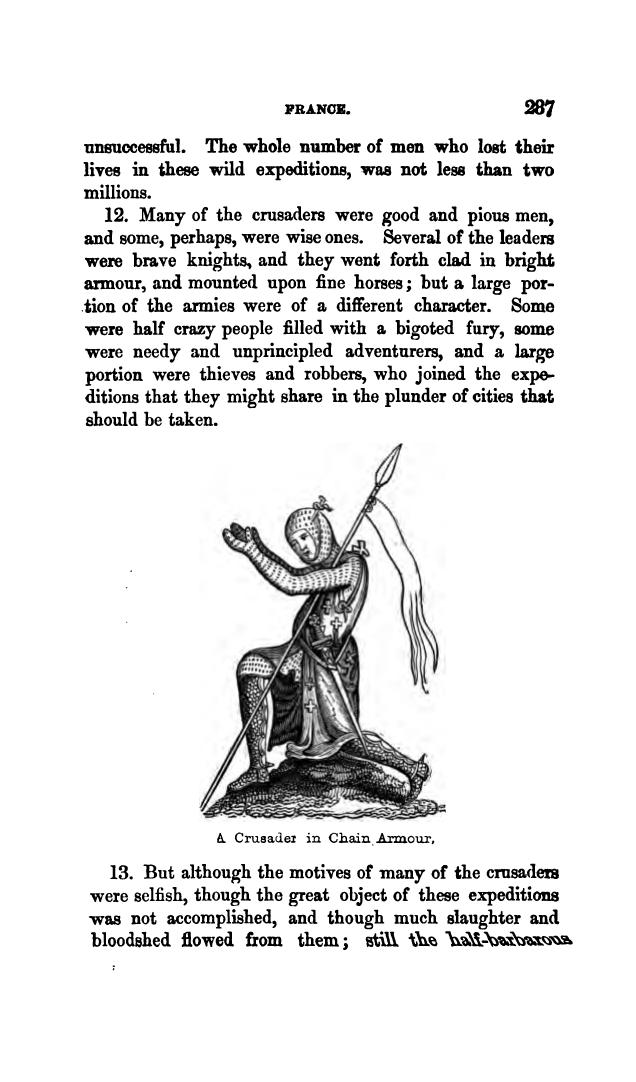 FRANCE. 287
unsuccessful. The whole number of men who lost their
lives in these wild expeditions, was not less than two
millions.
12. Many of the crusaders were good and pious men,
and some, perhaps, were wise ones. Several of the leaders
were brave knights, and they went forth clad in bright
armour, and mounted upon fine horses; but a large por-
tion of the armies were of a different character. Some
were half crazy people filled with a bigoted fury, some
were needy and unprincipled adventurers, and a large
portion were thieves and robbers, who joined the expe-
ditions that they might share in the plunder of cities that
should be taken.
A Crusader in Chain Armour,
13. But although the motives of many of the crusaders
were selfish, though the great object of these expeditions
was not accomplished, and though much slaughter and
bloodshed flowed from them; still the half-barbarous